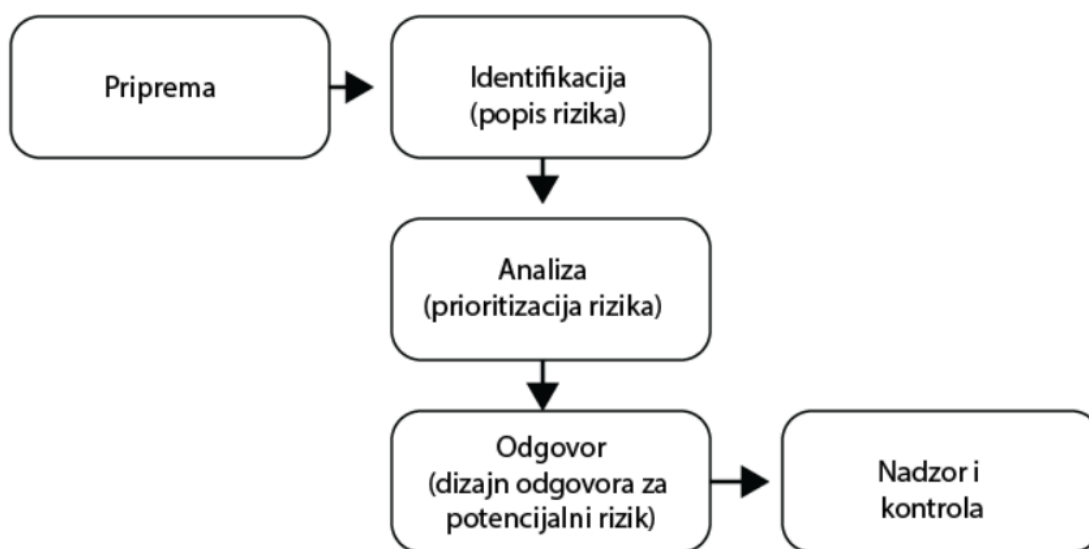 Priprema
Identifikacija
(popis rizika)
Analiza
(prioritizacija rizika)
Odgovor
(dizajn odgovora za
potencijalni rizik)
Nadzor i
kontrola